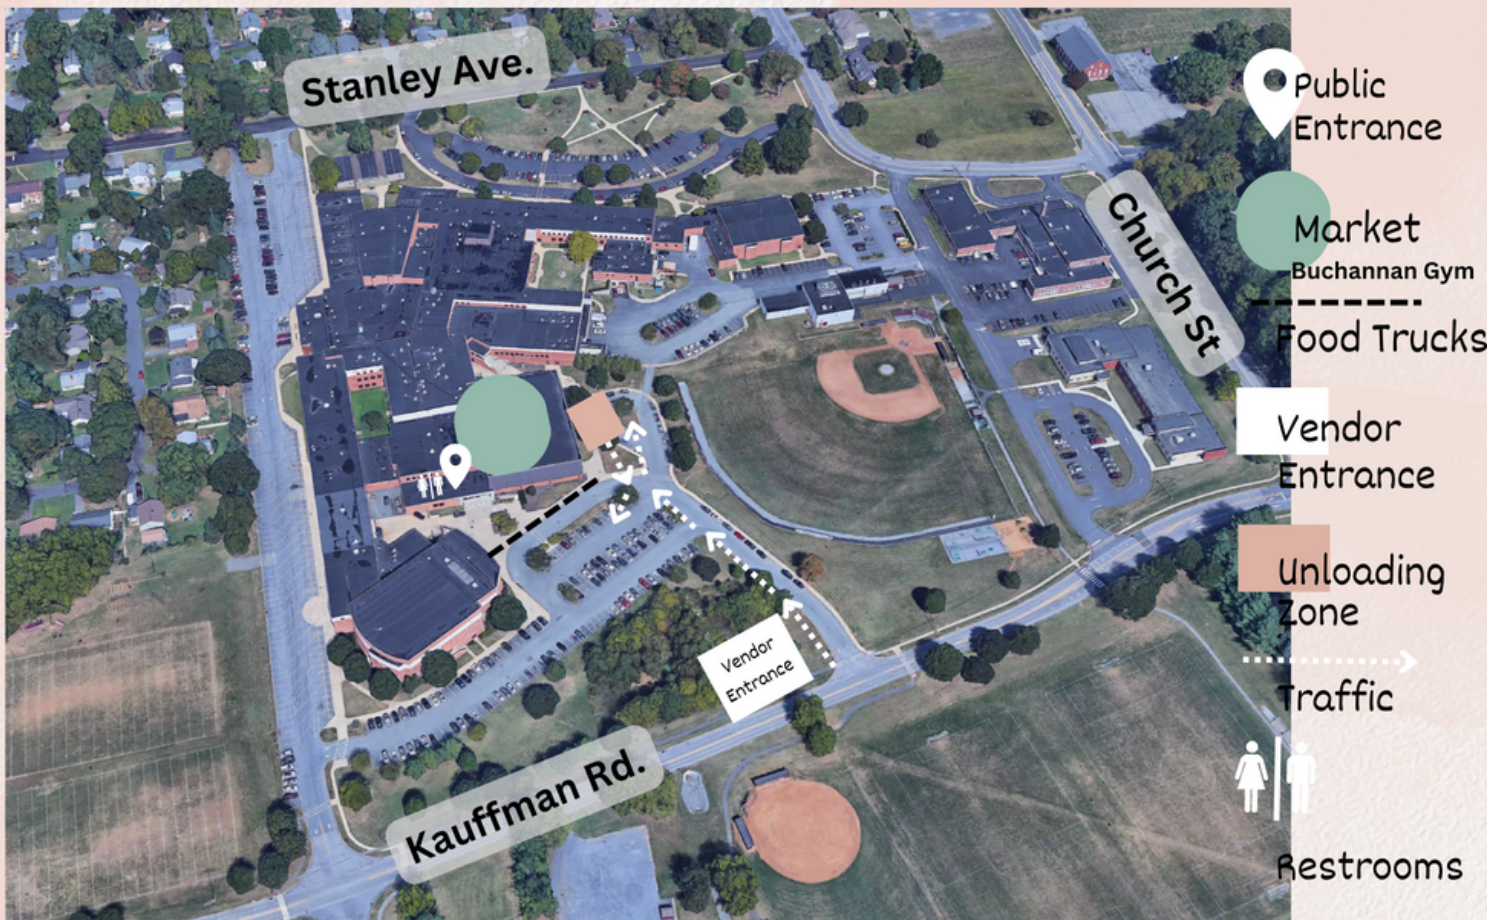 Stanley Ave.
Church St
Kauffman Rd.
Vendor
Entrance
Public
Entrance
Market
Buchannan Gym
Food Trucks
Vendor
Entrance
Unloading
Zone
Traffic
Restrooms